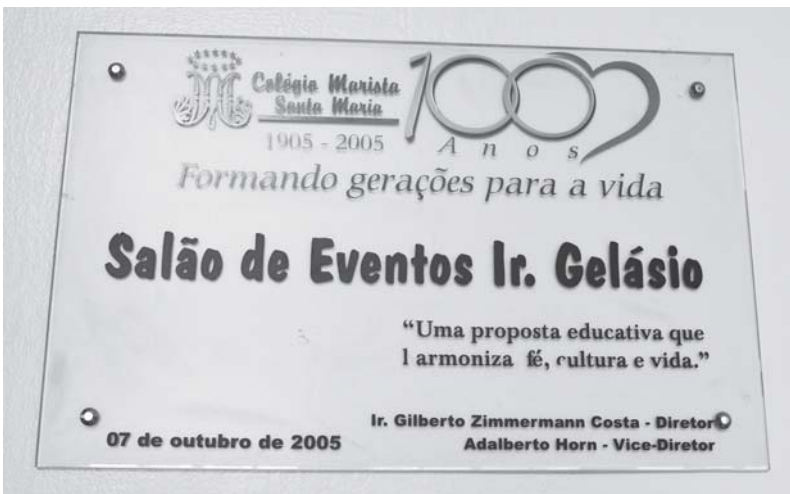 Colégio Marista
Santa Maria
1905 - 2005
100
Anos
Formando gerações para a vida
Salão de Eventos Ir. Gelásio
“Uma proposta educativa que
l armoniza fé, cultura e vida.”
Ir. Gilberto Zimmermann Costa - Diretor
07 de outubro de 2005
Adalberto Horn - Vice-Diretor